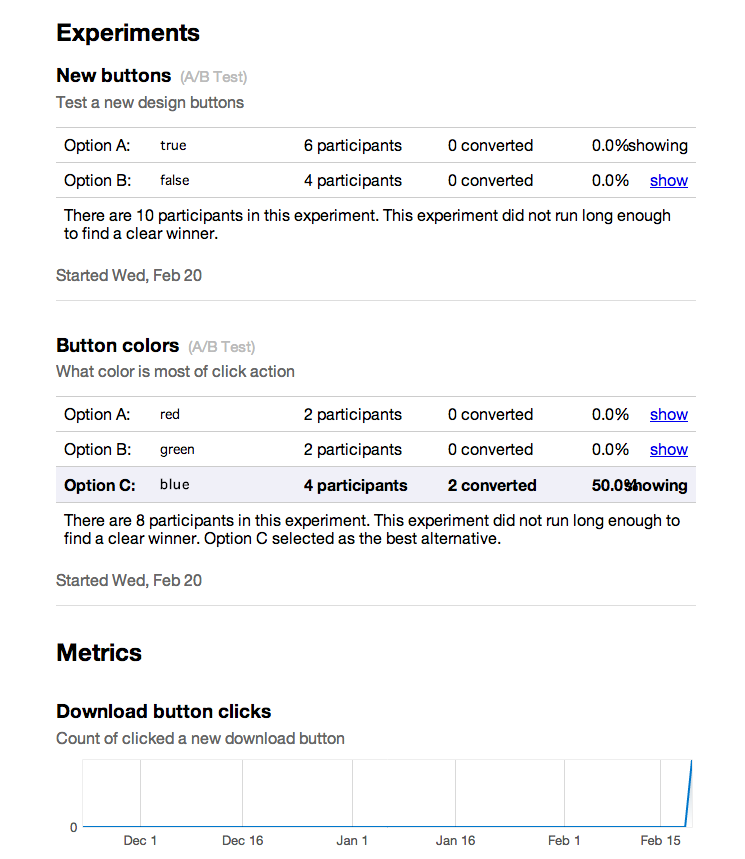 Experiments
New buttons (A/B Test)
Test a new design buttons
Option A: true 6 participants 0 converted 0.0% showing
Option B: false 4 participants 0 converted 0.0% show
There are 10 participants in this experiment. This experiment did not run long enough
to find a clear winner.
Started Wed, Feb 20
Button colors (A/B Test)
What color is most of click action
Option A: red 2 participants 0 converted 0.0% show
Option B: green 2 participants 0 converted 0.0% show
Option C: blue 4 participants 2 converted 50.0% showing
There are 8 participants in this experiment. This experiment did not run long enough to
find a clear winner. Option C selected as the best alternative.
Started Wed, Feb 20
Metrics
Download button clicks
Count of clicked a new download button
0
Dec 1 Dec 16 Jan 1 Jan 16 Feb 1 Feb 15